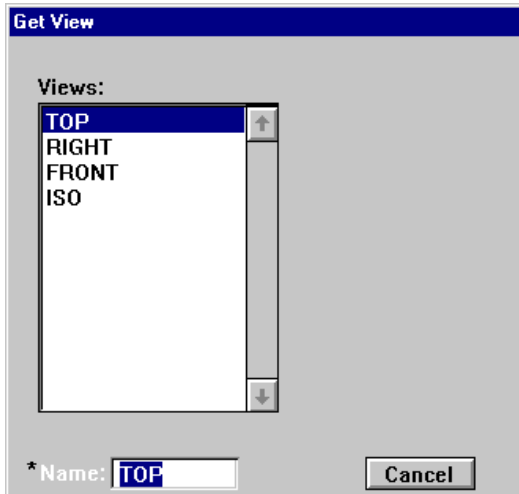 Get View
Views:
TOP
RIGHT
FRONT
ISO
*Name: TOP
Cancel